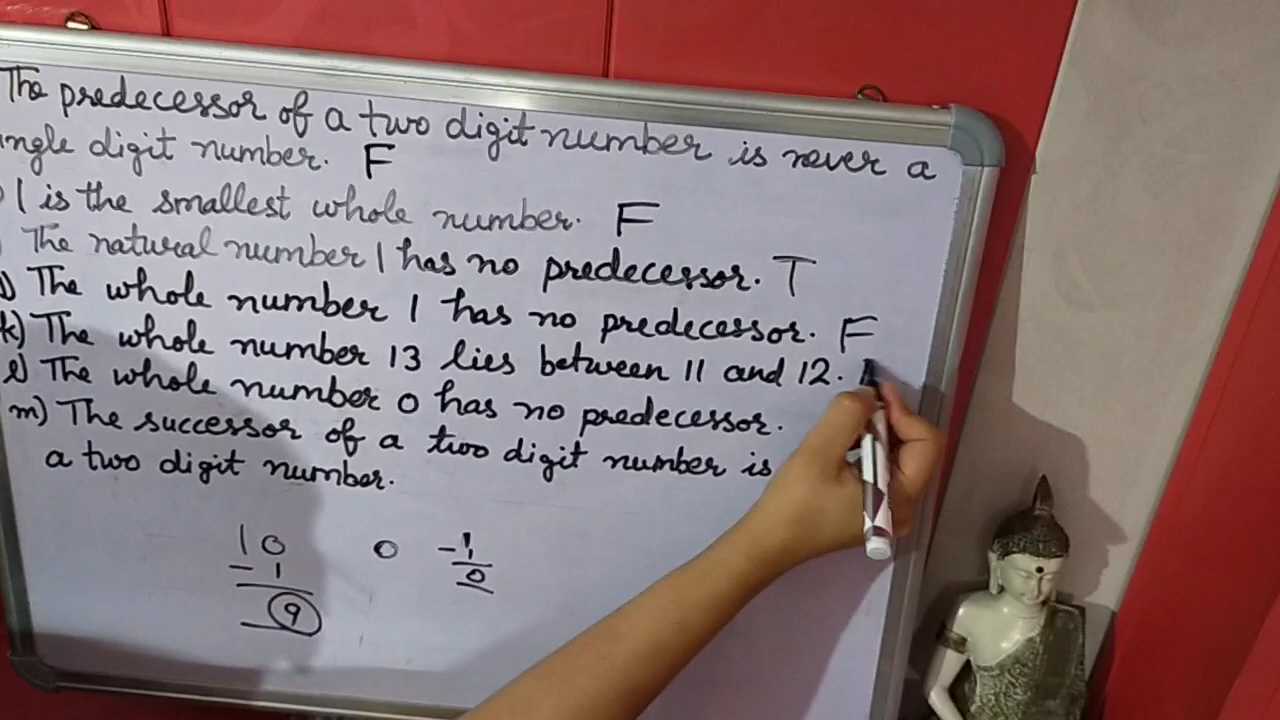 The predecessor of a two digit number is never a
ingle digit number. F
1 is the smallest whole number. F
The natural number 1 has no predecessor. T
The whole number 1 has no predecessor. F
k) The whole number 13 lies between 11 and 12.
l) The whole number 0 has no predecessor.
m) The successor of a two digit number is
a two digit number.
10 0 1
- 1 - 1
9 0